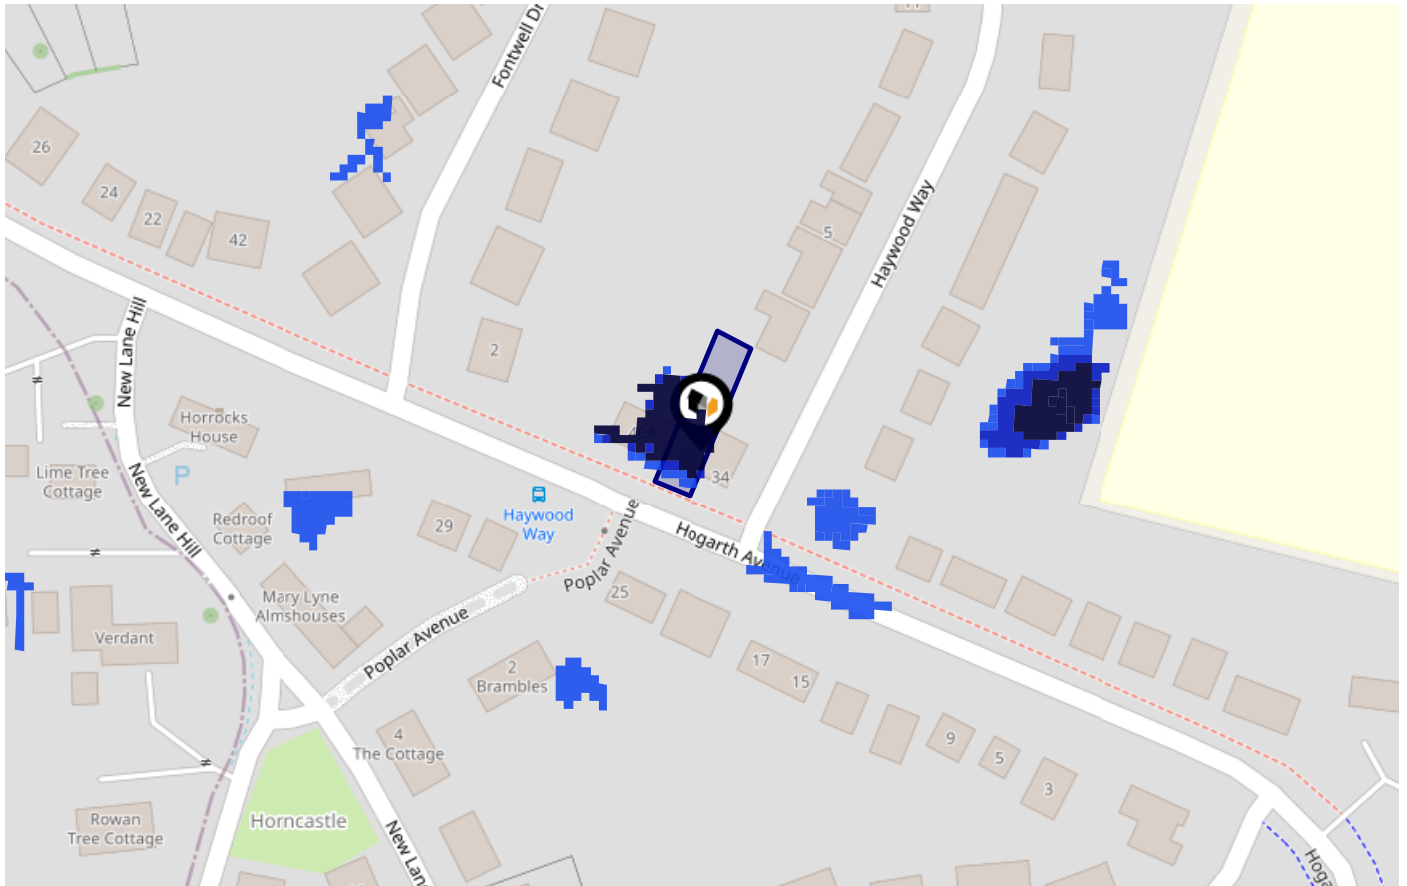 Fontwell Dr
26
24
22
42
5
Haywood Way
New Lane Hill
2
Horrocks
House
P
Lime Tree
Cottage
34
New Lane Hill
Redroof
Cottage
29
Haywood
Way
Poplar Avenue
Hogarth Avenue
25
Mary Lyne
Almshouses
Verdant
Poplar Avenue
2
Brambles
17
15
4
The Cottage
9
5
3
Horncastle
Rowan
Tree Cottage
New Lan
Hoga